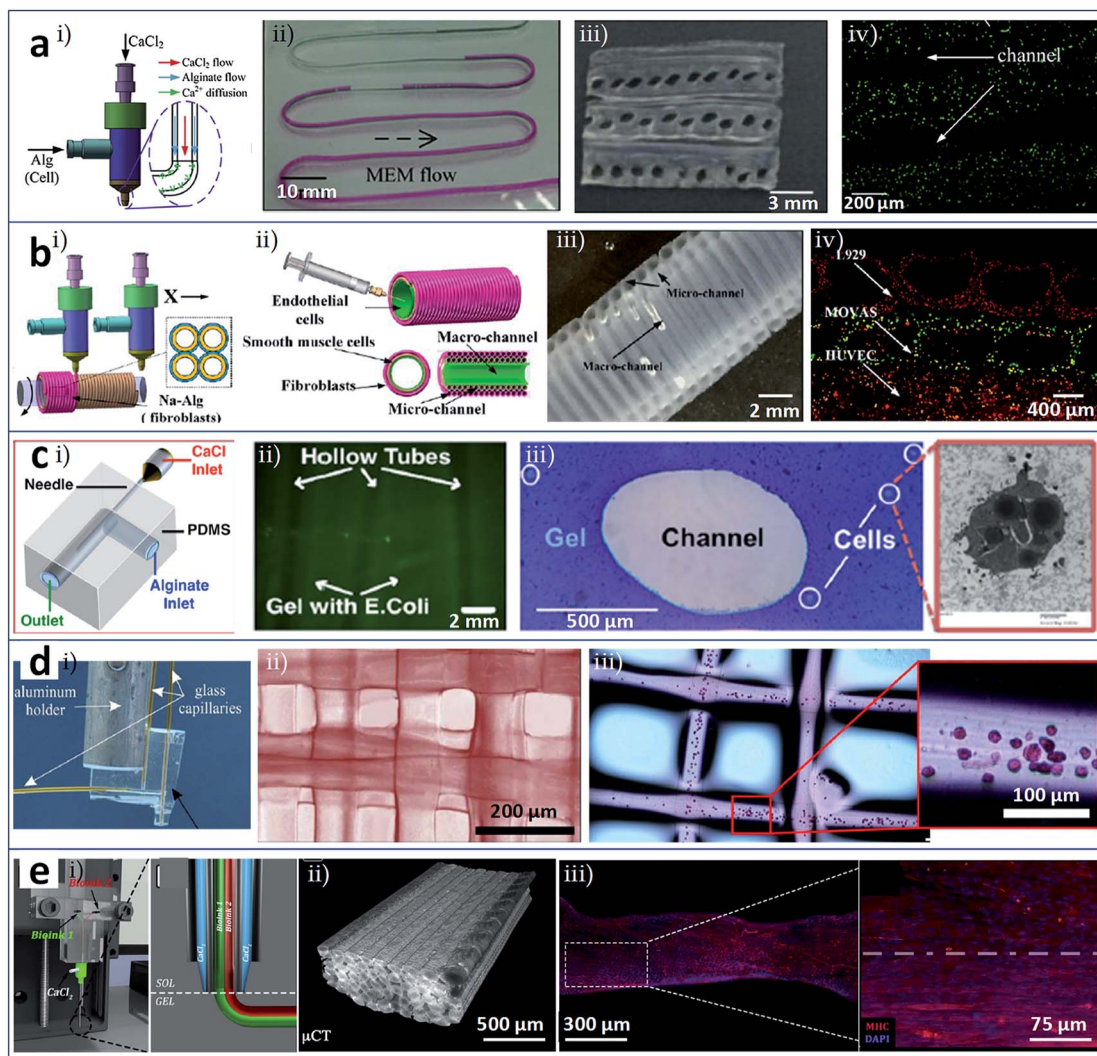 a
i)
CaCl2
CaCl2 flow
Alginate flow
Ca2+ diffusion
Alg
(Cell)
ii)
10 mm
MEM flow
iii)
3 mm
iv)
channel
200 µm
b
i)
X
Na-Alg
( fibroblasts)
ii)
Endothelial
cells
Smooth muscle cells
Fibroblasts
Macro-channel
Micro-channel
iii)
Micro-channel
Macro-channel
2 mm
iv)
L929
MOVAS
HUVEC
400 µm
c
i)
CaCl
Inlet
Needle
PDMS
Alginate
Inlet
Outlet
ii)
Hollow Tubes
Gel with E.Coli
2 mm
iii)
Gel
Channel
Cells
500 µm
d
i)
aluminum
holder
glass
capillaries
ii)
200 µm
iii)
100 µm
e
i)
Bioink 2
Bioink 1
CaCl2
CaCl2
Bioink 1
Bioink 2
CaCl2
SOL
GEL
ii)
µCT
500 µm
iii)
300 µm
MHC
DAPI
75 µm